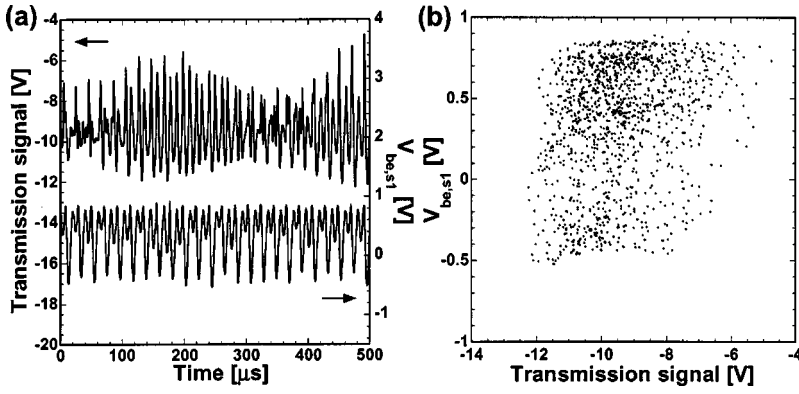 (a)
Transmission signal [V]
-4
-6
-8
-10
-12
-14
-16
-18
-20
4
3
2
1
0
-1
V be,s1 [V]
0 100 200 300 400 500
Time [μs]
(b)
V be,s1 [V]
1
0.5
0
-0.5
-1
-14 -12 -10 -8 -6 -4
Transmission signal [V]